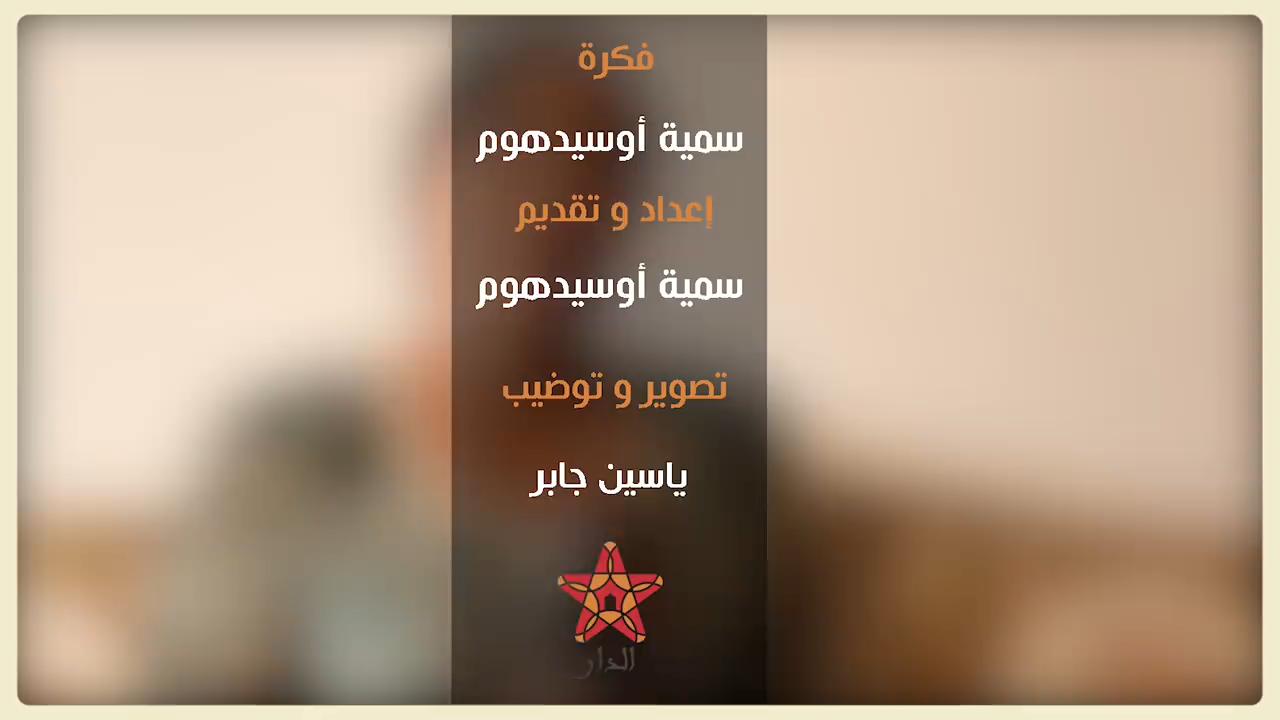 فكرة
سمية أوسيدهوم
إعداد و تقديم
سمية أوسيدهوم
تصوير و توضيب
ياسين جابر
الدار